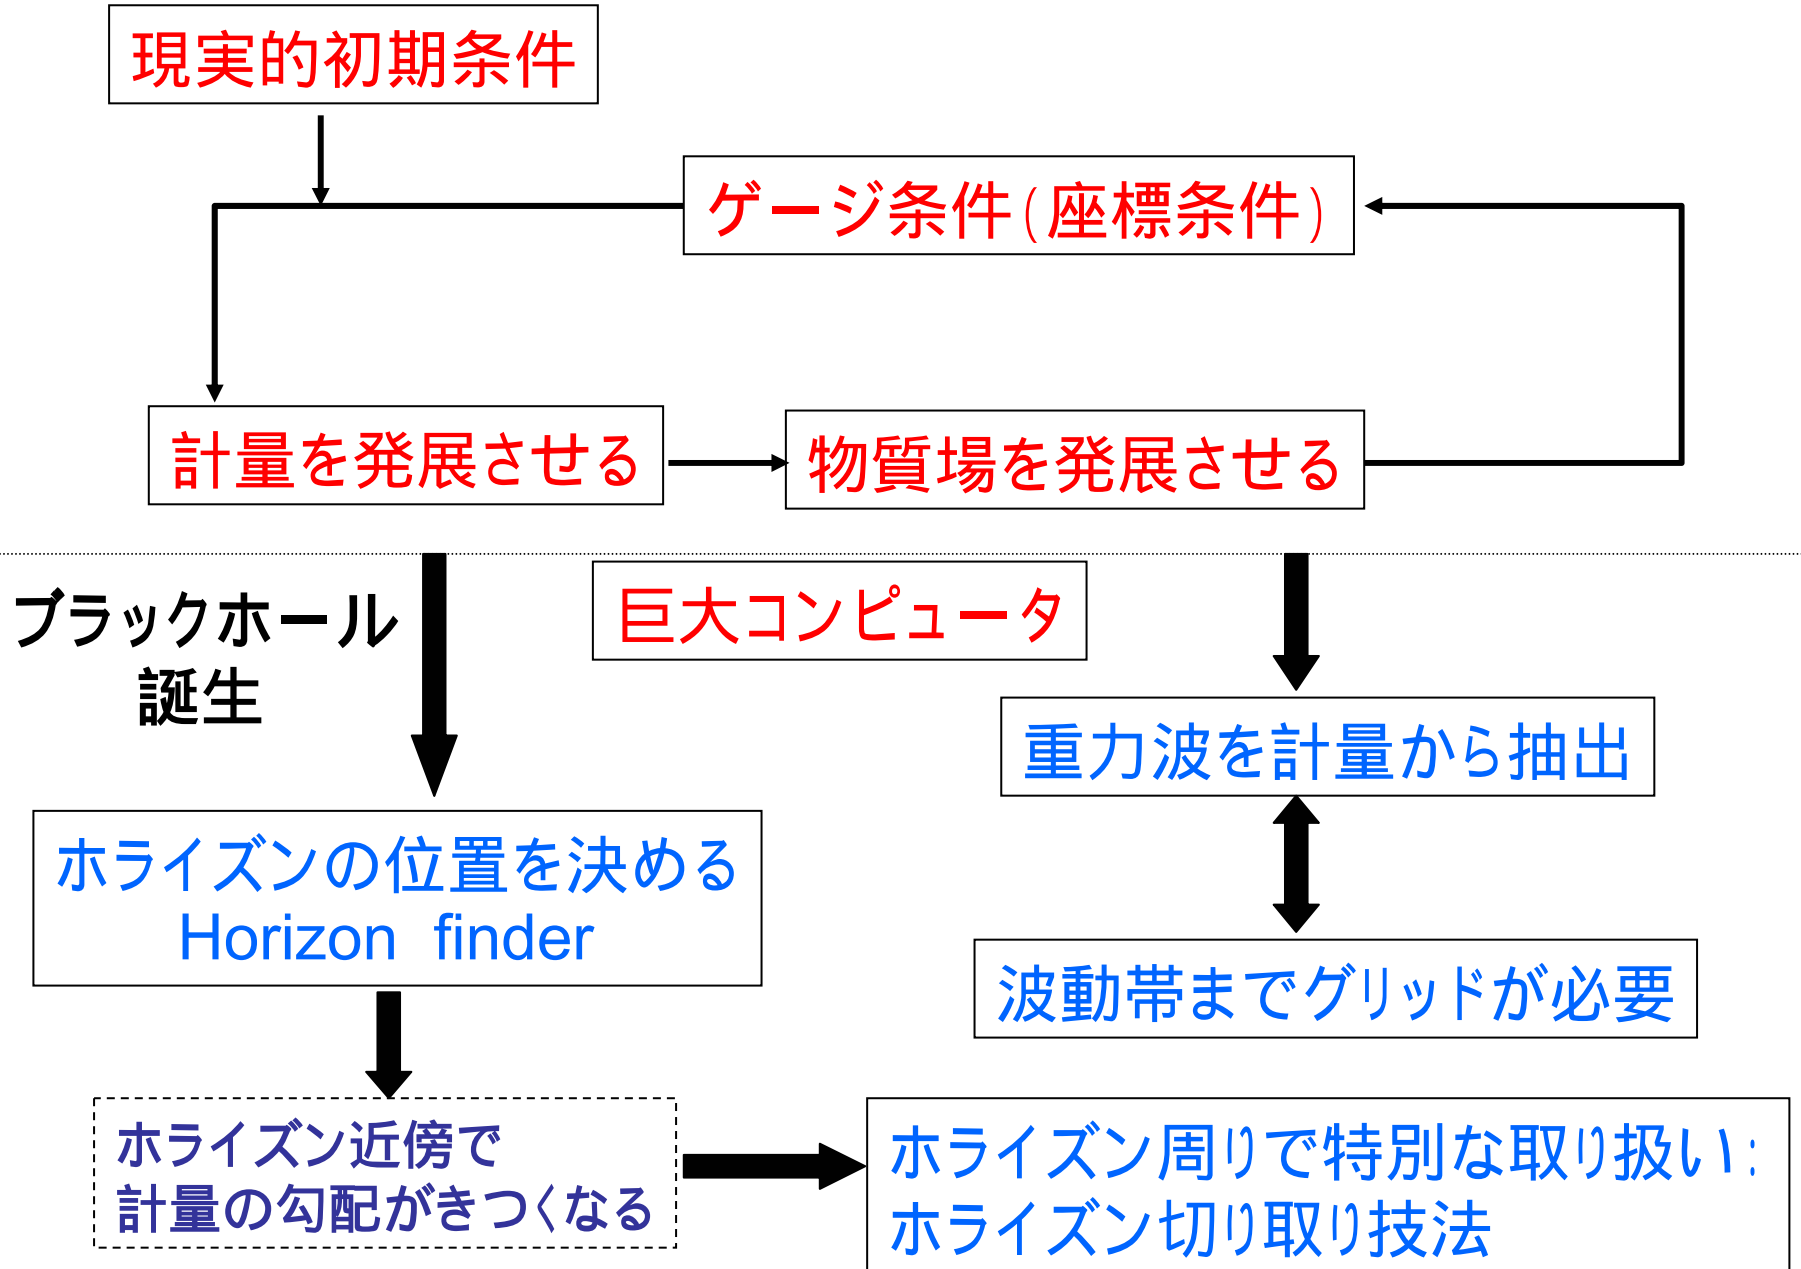 現実的初期条件
ゲージ条件(座標条件)
計量を発展させる
物質場を発展させる
ブラックホール
誕生
巨大コンピュータ
重力波を計量から抽出
ホライズンの位置を決める
Horizon finder
波動帯までグリッドが必要
ホライズン近傍で
計量の勾配がきつくなる
ホライズン周りで特別な取り扱い:
ホライズン切り取り技法